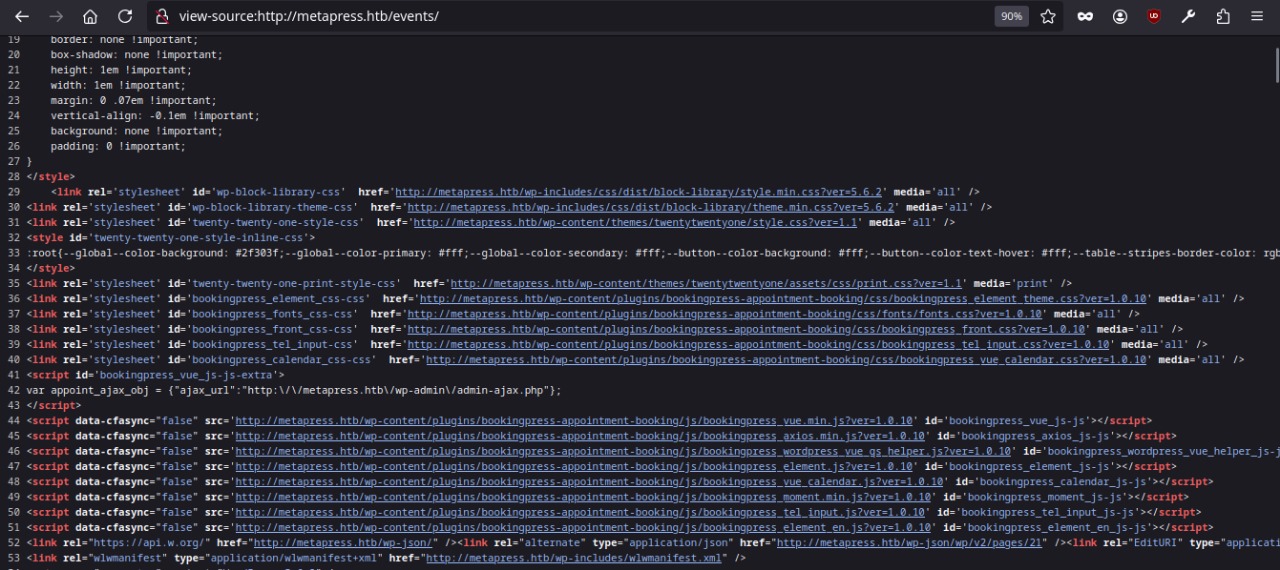 view-source:http://metapress.htb/events/ 90%
19 border: none !important;
20 box-shadow: none !important;
21 height: 1em !important;
22 width: 1em !important;
23 margin: 0 .07em !important;
24 vertical-align: -0.1em !important;
25 background: none !important;
26 padding: 0 !important;
27 }
28 </style>
29 <link rel='stylesheet' id='wp-block-library-css' href='http://metapress.htb/wp-includes/css/dist/block-library/style.min.css?ver=5.6.2' media='all' />
30 <link rel='stylesheet' id='wp-block-library-theme-css' href='http://metapress.htb/wp-includes/css/dist/block-library/theme.min.css?ver=5.6.2' media='all' />
31 <link rel='stylesheet' id='twenty-twenty-one-style-css' href='http://metapress.htb/wp-content/themes/twentytwentyone/style.css?ver=1.1' media='all' />
32 <style id='twenty-twenty-one-style-inline-css'>
33 :root{--global--color-background: #2f303f;--global--color-primary: #fff;--global--color-secondary: #fff;--button--color-background: #fff;--button--color-text-hover: #fff;--table--stripes-border-color: rgb
34 </style>
35 <link rel='stylesheet' id='twenty-twenty-one-print-style-css' href='http://metapress.htb/wp-content/themes/twentytwentyone/assets/css/print.css?ver=1.1' media='print' />
36 <link rel='stylesheet' id='bookingpress_element_css-css' href='http://metapress.htb/wp-content/plugins/bookingpress-appointment-booking/css/bookingpress_element_theme.css?ver=1.0.10' media='all' />
37 <link rel='stylesheet' id='bookingpress_fonts_css-css' href='http://metapress.htb/wp-content/plugins/bookingpress-appointment-booking/css/fonts/fonts.css?ver=1.0.10' media='all' />
38 <link rel='stylesheet' id='bookingpress_front_css-css' href='http://metapress.htb/wp-content/plugins/bookingpress-appointment-booking/css/bookingpress_front.css?ver=1.0.10' media='all' />
39 <link rel='stylesheet' id='bookingpress_tel_input-css' href='http://metapress.htb/wp-content/plugins/bookingpress-appointment-booking/css/bookingpress_tel_input.css?ver=1.0.10' media='all' />
40 <link rel='stylesheet' id='bookingpress_calendar_css-css' href='http://metapress.htb/wp-content/plugins/bookingpress-appointment-booking/css/bookingpress_vue_calendar.css?ver=1.0.10' media='all' />
41 <script id='bookingpress_vue_js-js-extra'>
42 var appoint_ajax_obj = {"ajax_url":"http:\/\/metapress.htb\/wp-admin\/admin-ajax.php"};
43 </script>
44 <script data-cfasync="false" src='http://metapress.htb/wp-content/plugins/bookingpress-appointment-booking/js/bookingpress_vue.min.js?ver=1.0.10' id='bookingpress_vue_js-js'></script>
45 <script data-cfasync="false" src='http://metapress.htb/wp-content/plugins/bookingpress-appointment-booking/js/bookingpress_axios.min.js?ver=1.0.10' id='bookingpress_axios_js-js'></script>
46 <script data-cfasync="false" src='http://metapress.htb/wp-content/plugins/bookingpress-appointment-booking/js/bookingpress_wordpress_vue_qs_helper.js?ver=1.0.10' id='bookingpress_wordpress_vue_helper_js-j
47 <script data-cfasync="false" src='http://metapress.htb/wp-content/plugins/bookingpress-appointment-booking/js/bookingpress_element.js?ver=1.0.10' id='bookingpress_element_js-js'></script>
48 <script data-cfasync="false" src='http://metapress.htb/wp-content/plugins/bookingpress-appointment-booking/js/bookingpress_vue_calendar.js?ver=1.0.10' id='bookingpress_calendar_js-js'></script>
49 <script data-cfasync="false" src='http://metapress.htb/wp-content/plugins/bookingpress-appointment-booking/js/bookingpress_moment.min.js?ver=1.0.10' id='bookingpress_moment_js-js'></script>
50 <script data-cfasync="false" src='http://metapress.htb/wp-content/plugins/bookingpress-appointment-booking/js/bookingpress_tel_input.js?ver=1.0.10' id='bookingpress_tel_input_js-js'></script>
51 <script data-cfasync="false" src='http://metapress.htb/wp-content/plugins/bookingpress-appointment-booking/js/bookingpress_element_en.js?ver=1.0.10' id='bookingpress_element_en_js-js'></script>
52 <link rel="https://api.w.org/" href="http://metapress.htb/wp-json/" /><link rel="alternate" type="application/json" href="http://metapress.htb/wp-json/wp/v2/pages/21" /><link rel="EditURI" type="applicati
53 <link rel="wlwmanifest" type="application/wlwmanifest+xml" href="http://metapress.htb/wp-includes/wlwmanifest.xml" />